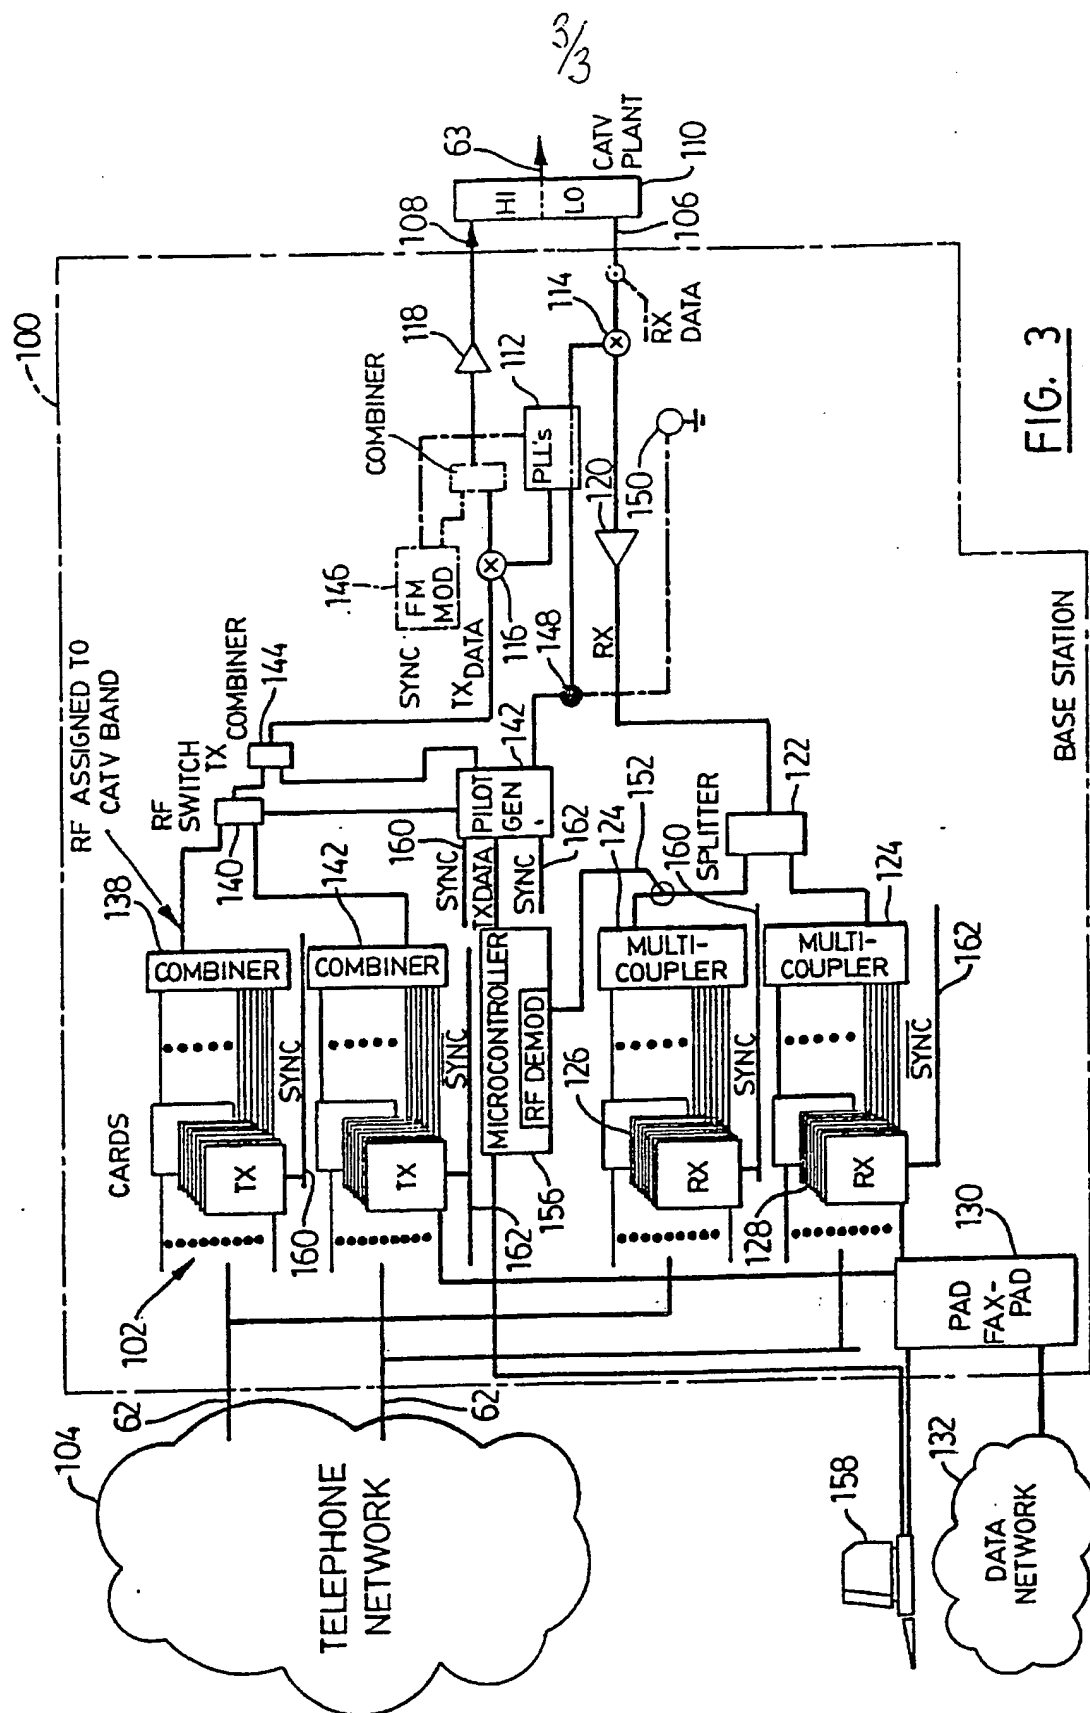 3/3
100
RF ASSIGNED TO
CATV BAND
RF
SWITCH
TX
COMBINER
144
138
140
COMBINER
CARDS
TX
SYNC
160
102
142
COMBINER
TX
SYNC
162
SYNC
160
TXDATA
SYNC
162
PILOT
GEN
142
MICROCONTROLLER
RF DEMOD
156
SYNC
TX DATA
146
FM
MOD
116
COMBINER
118
108
112
PLL's
148
150
114
RX
DATA
106
HI
LO
63
CATV
PLANT
110
120
RX
152
124
MULTI-
COUPLER
126
RX
160
SYNC
SPLITTER
122
124
MULTI-
COUPLER
128
RX
162
SYNC
130
PAD
FAX-
PAD
BASE STATION
62
62
104
TELEPHONE
NETWORK
158
132
DATA
NETWORK
FIG. 3